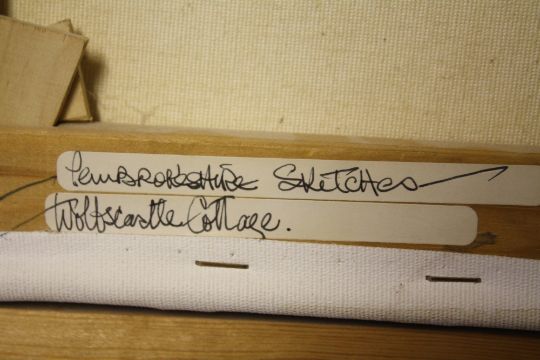 Pembrokeshire Sketches
Wolfscastle Cottage.